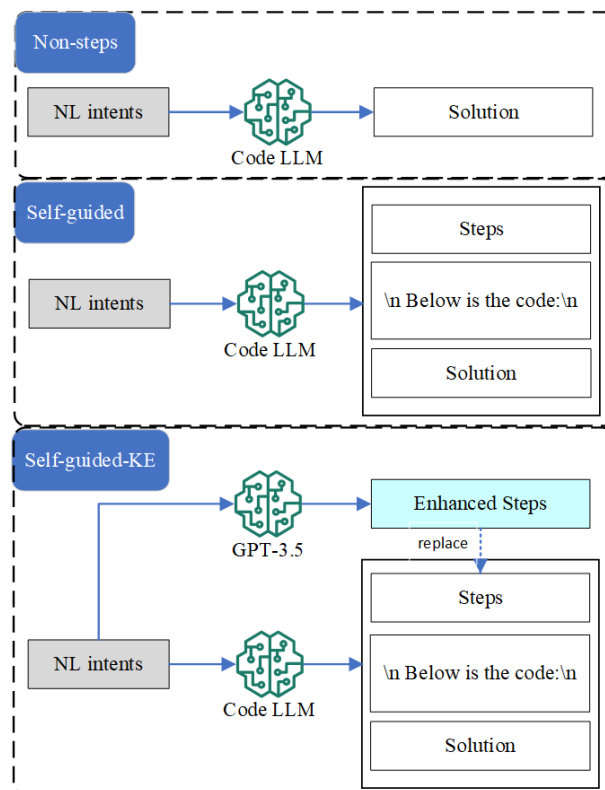 Non-steps
NL intents
Code LLM
Solution
Self-guided
NL intents
Code LLM
Steps
\n Below is the code:\n
Solution
Self-guided-KE
GPT-3.5
Enhanced Steps
replace
NL intents
Code LLM
Steps
\n Below is the code:\n
Solution